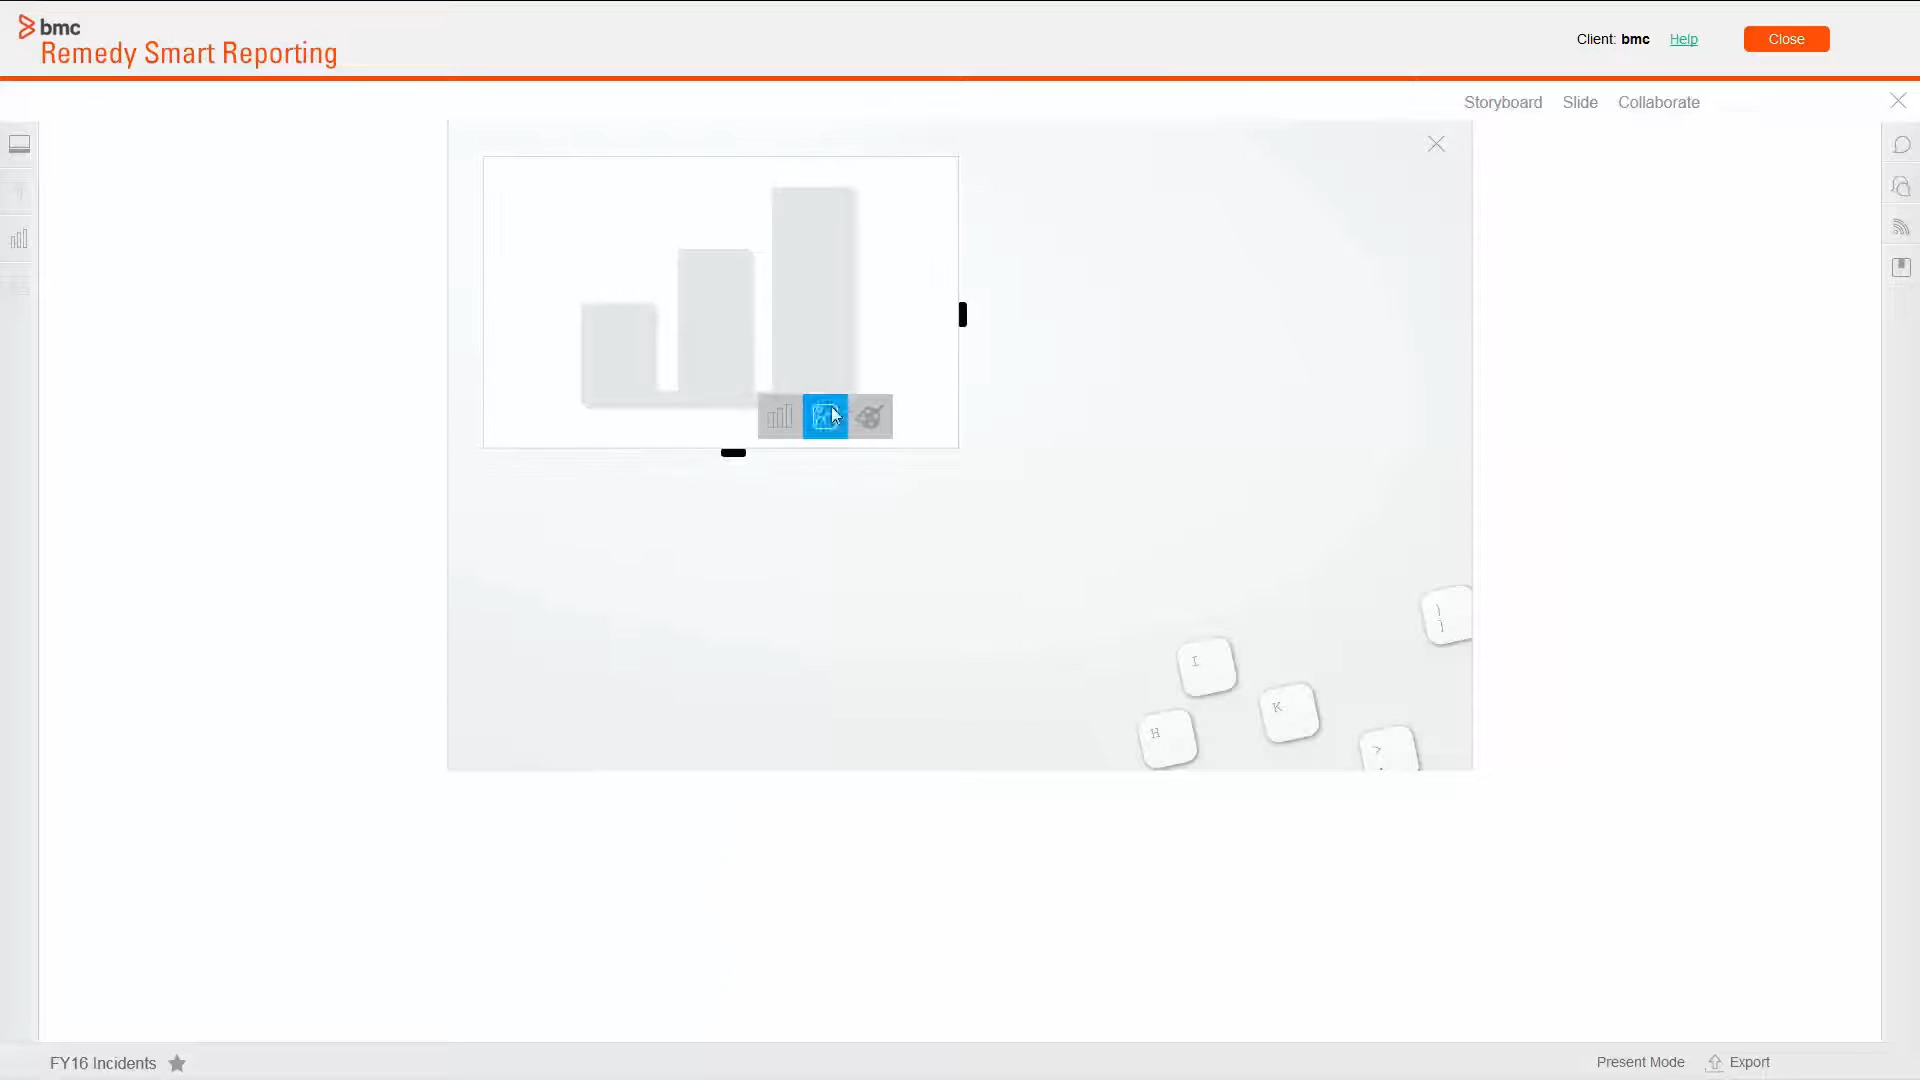 bmc
Remedy Smart Reporting
Client: bmc Help Close
Storyboard Slide Collaborate
}
]
I
K
H
>
.
FY16 Incidents
Present Mode Export